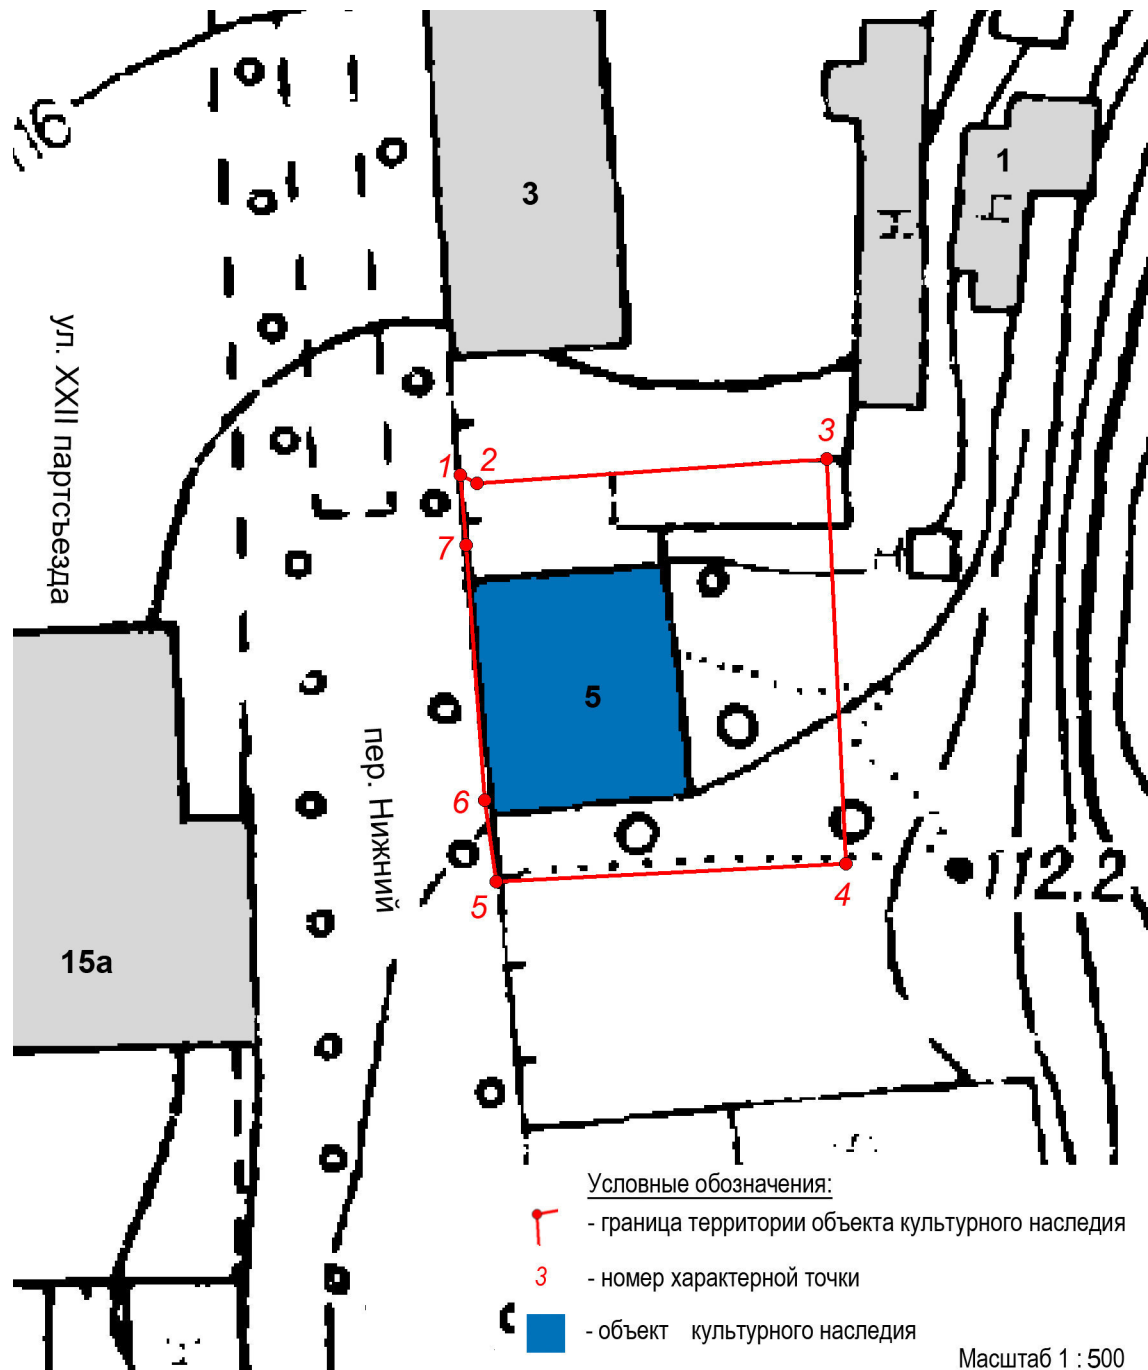 116
3
1
Н
ул. XXII партсъезда
1
2
3
7
Н
5
пер. Нижний
6
5
4
112.2
15а
Условные обозначения:
- граница территории объекта культурного наследия
3 - номер характерной точки
- объект культурного наследия
Масштаб 1 : 500